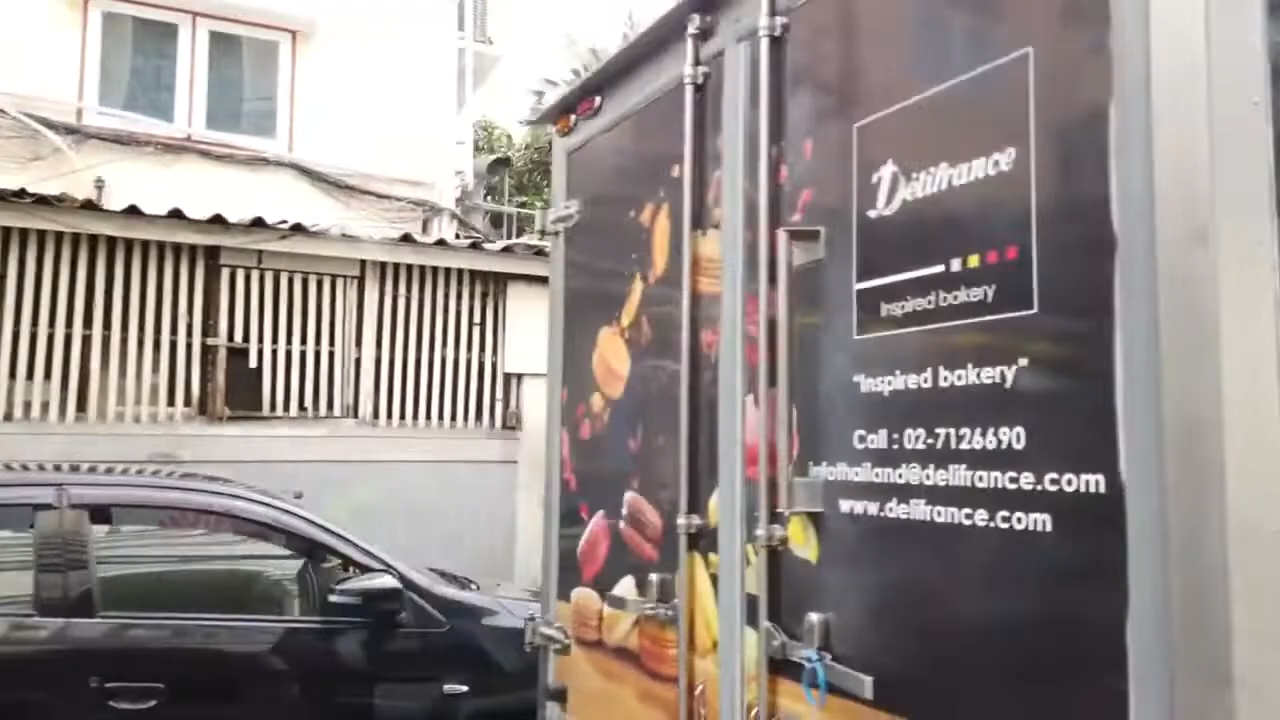 Délifrance
Inspired bakery
"Inspired bakery"
Call : 02-7126690
infothailand@delifrance.com
www.delifrance.com